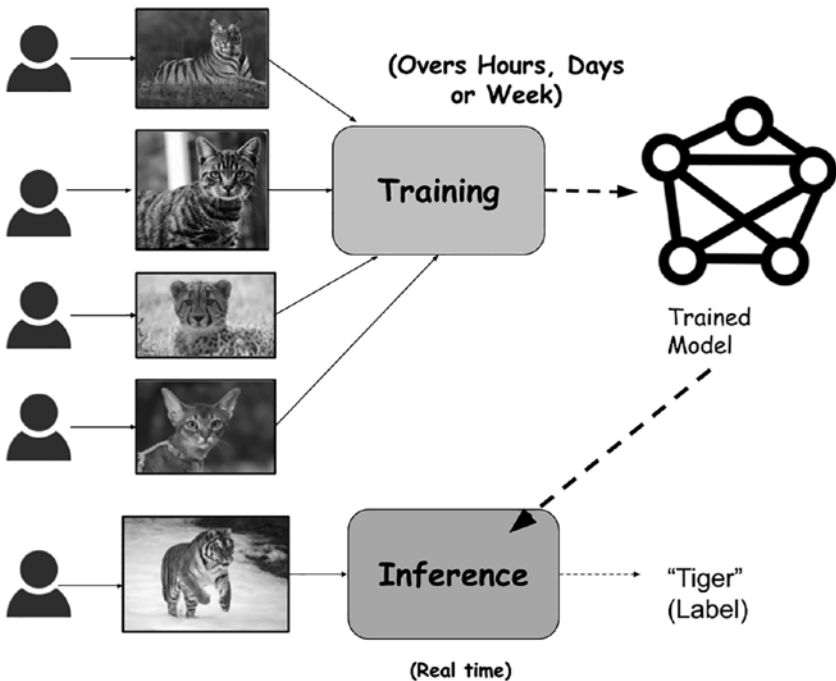 (Overs Hours, Days
or Week)
Training
Trained
Model
Inference
"Tiger"
(Label)
(Real time)